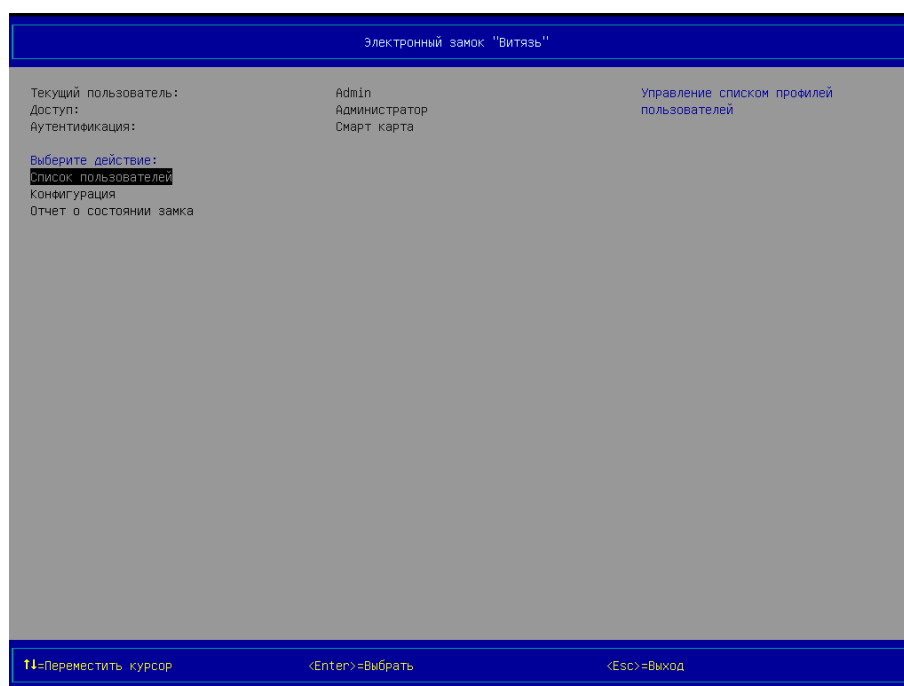 Электронный замок "Витязь"
Текущий пользователь: Admin Управление списком профилей
Доступ: Администратор пользователей
Аутентификация: Смарт карта
Выберите действие:
Список пользователей
Конфигурация
Отчет о состоянии замка
↑↓=Переместить курсор <Enter>=Выбрать <Esc>=Выход